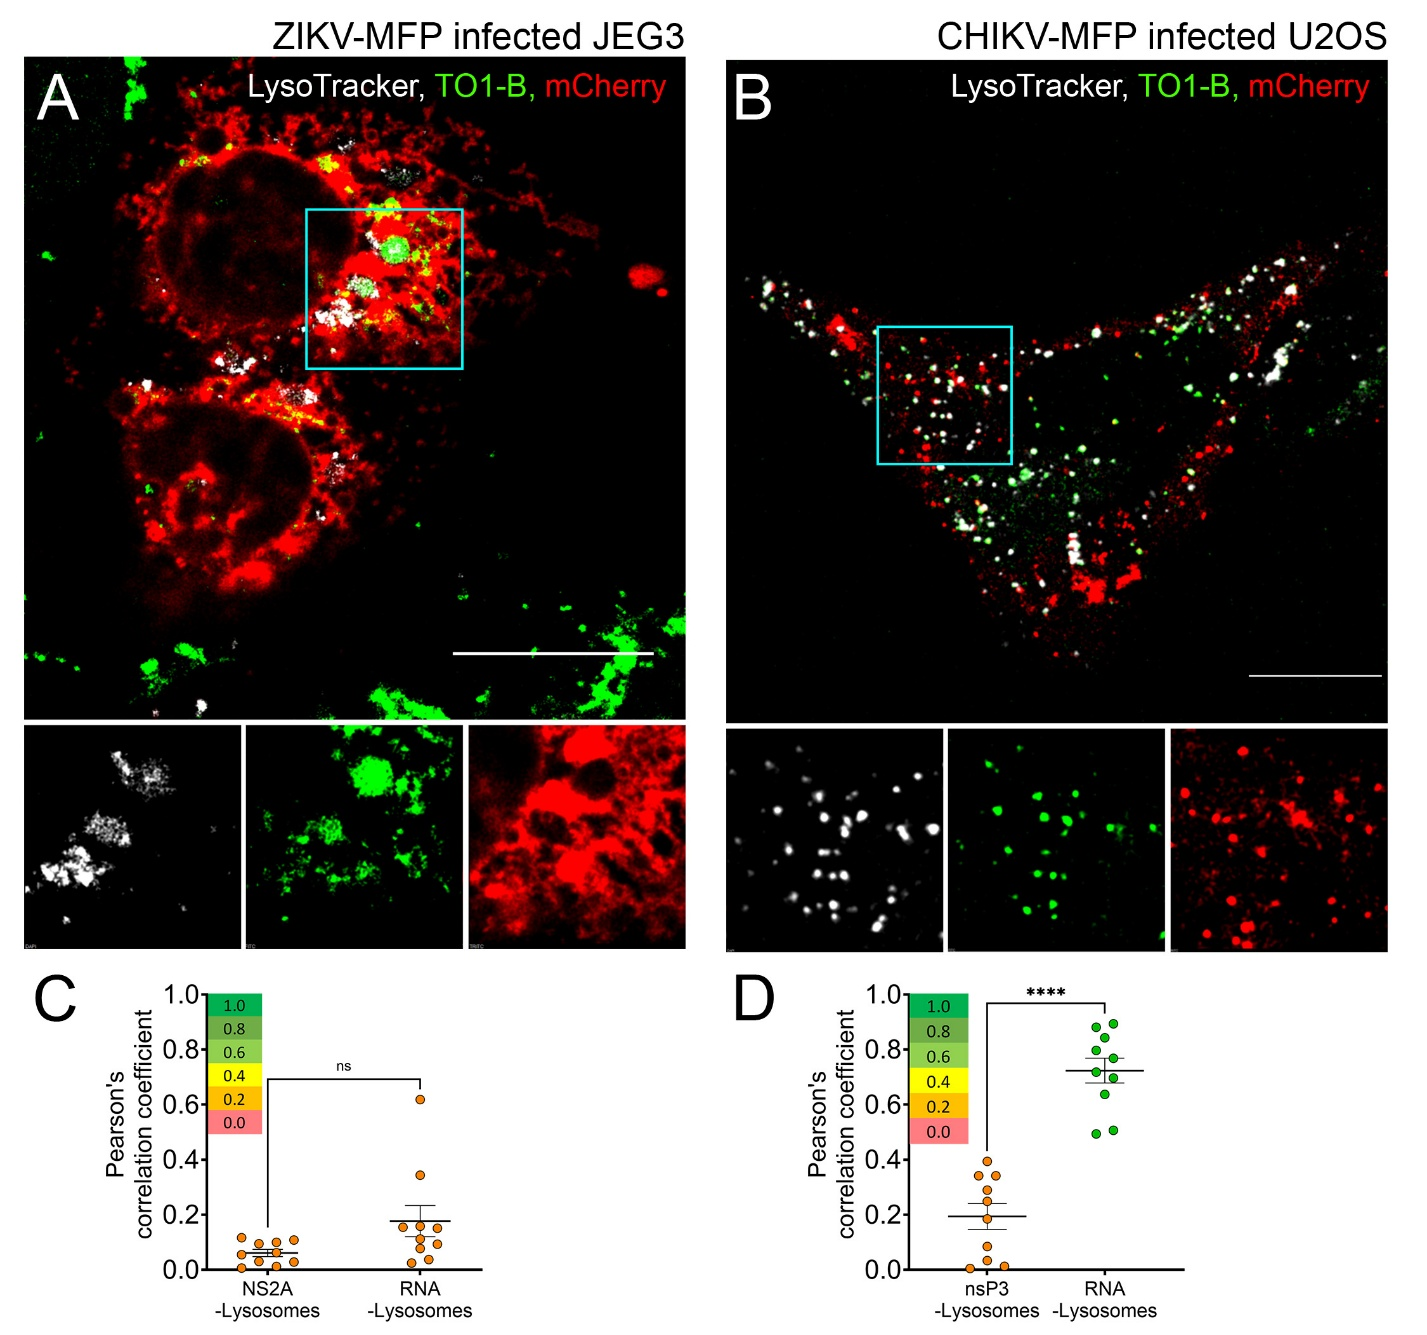 ZIKV-MFP infected JEG3
CHIKV-MFP infected U2OS
A
LysoTracker, TO1-B, mCherry
B
LysoTracker, TO1-B, mCherry
DAPI
FITC
TRITC
C
Pearson's
correlation coefficient
1.0
0.8
0.6
0.4
0.2
0.0
1.0
0.8
0.6
0.4
0.2
0.0
ns
NS2A
-Lysosomes
RNA
-Lysosomes
D
Pearson's
correlation coefficient
1.0
0.8
0.6
0.4
0.2
0.0
1.0
0.8
0.6
0.4
0.2
0.0
****
nsP3
-Lysosomes
RNA
-Lysosomes